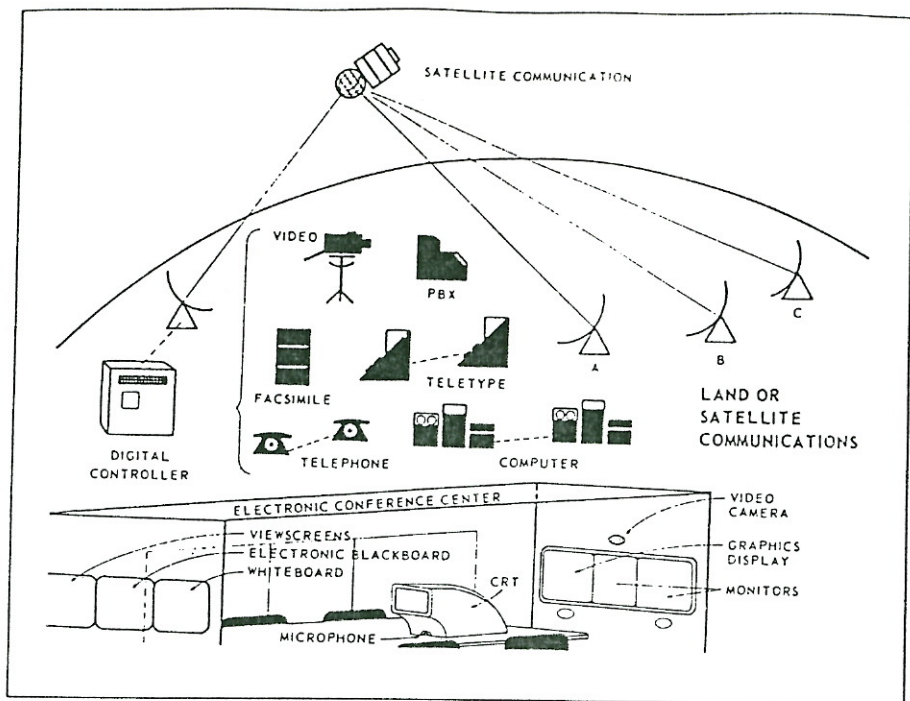 SATELLITE COMMUNICATION
VIDEO
PBX
C
A
B
FACSIMILE
TELETYPE
LAND OR
SATELLITE
COMMUNICATIONS
DIGITAL
CONTROLLER
TELEPHONE
COMPUTER
ELECTRONIC CONFERENCE CENTER
VIDEO
CAMERA
VIEWSCREENS
ELECTRONIC BLACKBOARD
WHITEBOARD
GRAPHICS
DISPLAY
CRT
MONITORS
MICROPHONE